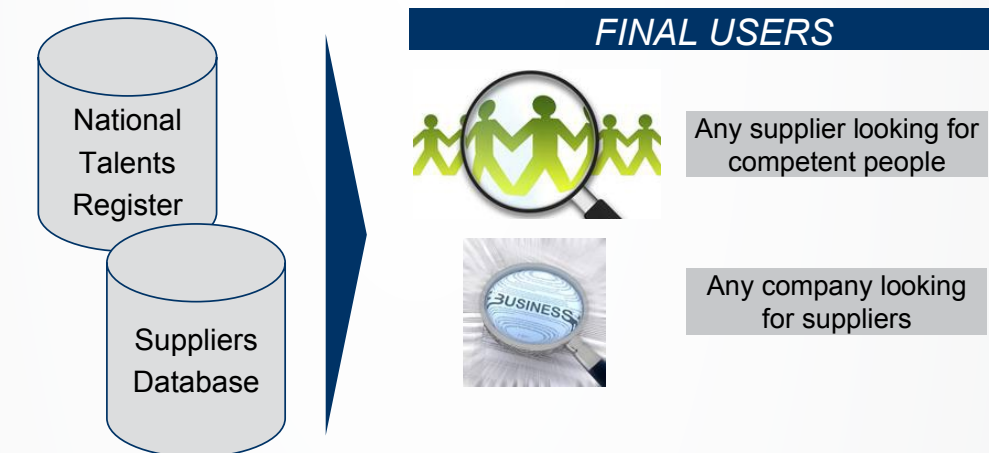 National
Talents
Register
Suppliers
Database
FINAL USERS
Any supplier looking for
competent people
BUSINESS
Any company looking
for suppliers